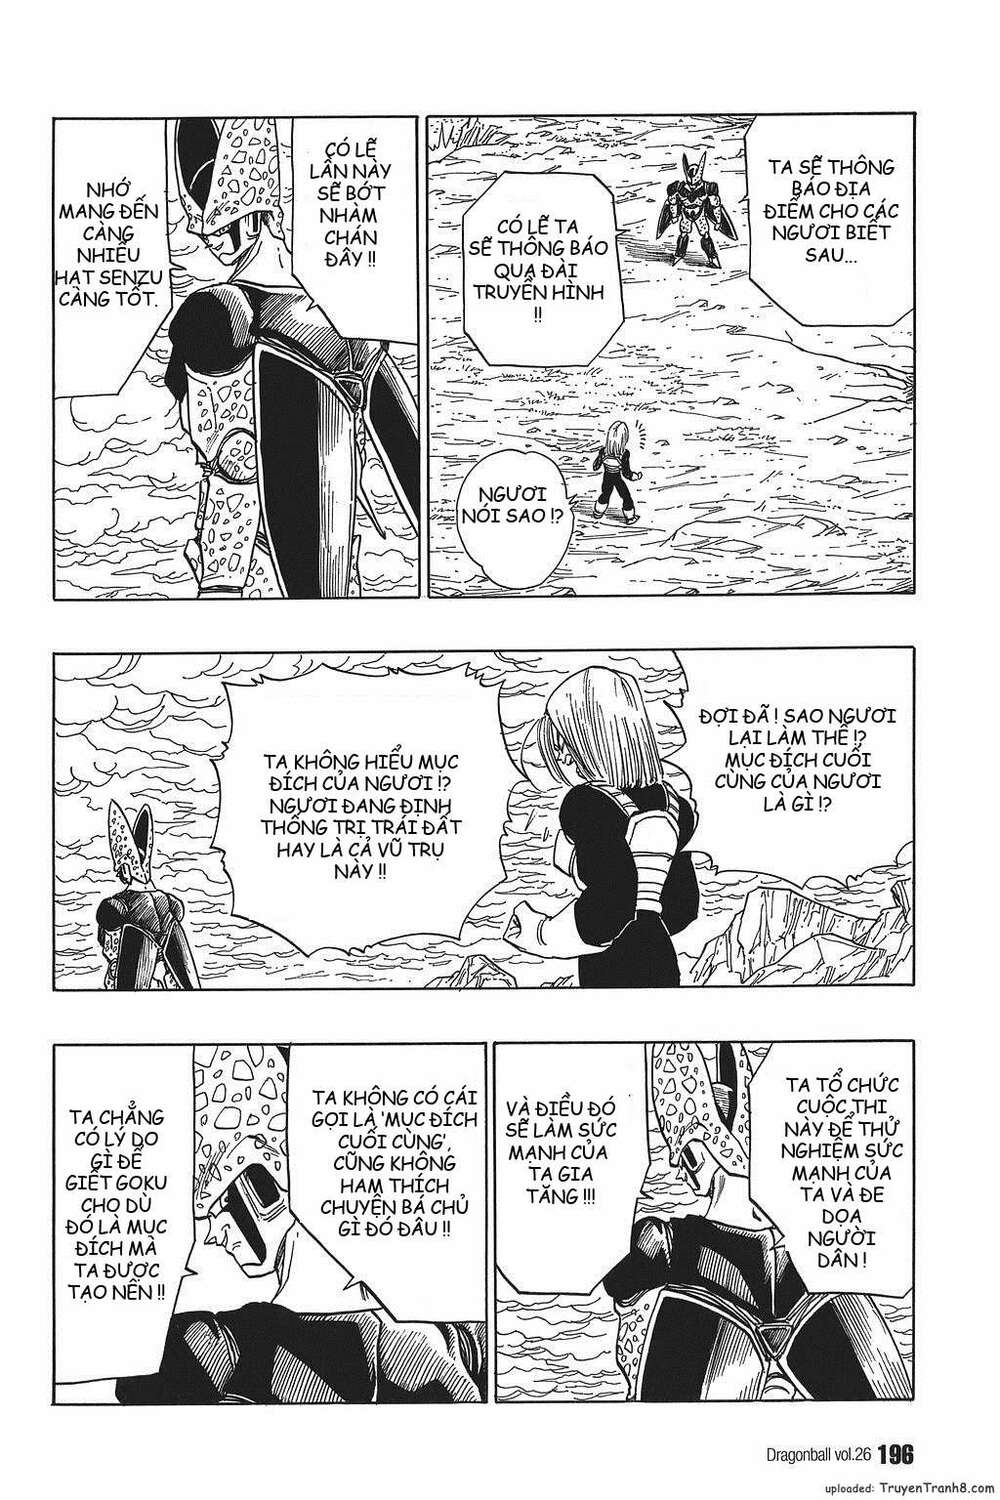 TA SẼ THÔNG
BÁO ĐỊA
ĐIỂM CHO CÁC
NGƯƠI BIẾT
SAU...
CÓ LẼ TA
SẼ THÔNG BÁO
QUA ĐÀI
TRUYỀN HÌNH
!!
NGƯƠI
NÓI SAO !?
CÓ LẼ
LẦN NÀY
SẼ BỚT
NHÀM
CHÁN
ĐÂY !!
NHỚ
MANG ĐẾN
CÀNG
NHIỀU
HẠT SENZU
CÀNG TỐT.
ĐỢI ĐÃ ! SAO NGƯƠI
LẠI LÀM THẾ !?
MỤC ĐÍCH CUỐI
CÙNG CỦA NGƯƠI
LÀ GÌ !?
TA KHÔNG HIỂU MỤC
ĐÍCH CỦA NGƯƠI !?
NGƯƠI ĐANG ĐỊNH
THỐNG TRỊ TRÁI ĐẤT
HAY LÀ CẢ VŨ TRỤ
NÀY !!
TA TỔ CHỨC
CUỘC THI
NÀY ĐỂ THỬ
NGHIỆM SỨC
MẠNH CỦA
TA VÀ ĐE
DỌA
NGƯỜI
DÂN !
VÀ ĐIỀU ĐÓ
SẼ LÀM SỨC
MẠNH CỦA
TA GIA
TĂNG !!!
TA KHÔNG CÓ CÁI
GỌI LÀ 'MỤC ĐÍCH
CUỐI CÙNG',
CŨNG KHÔNG
HAM THÍCH
CHUYỆN BÁ CHỦ
GÌ ĐÓ ĐÂU !!
TA CHẲNG
CÓ LÝ DO
GÌ ĐỂ
GIẾT GOKU
CHO DÙ
ĐÓ LÀ MỤC
ĐÍCH MÀ
TA ĐƯỢC
TẠO NÊN !!
Dragonball vol.26 196
uploaded: TruyenTranh8.com